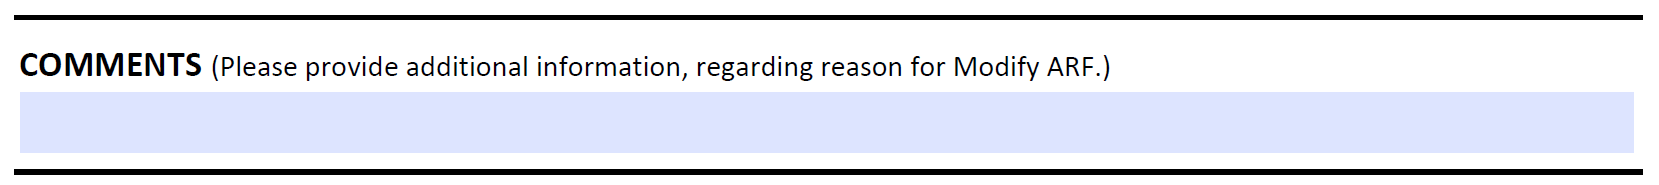 COMMENTS (Please provide additional information, regarding reason for Modify ARF.)